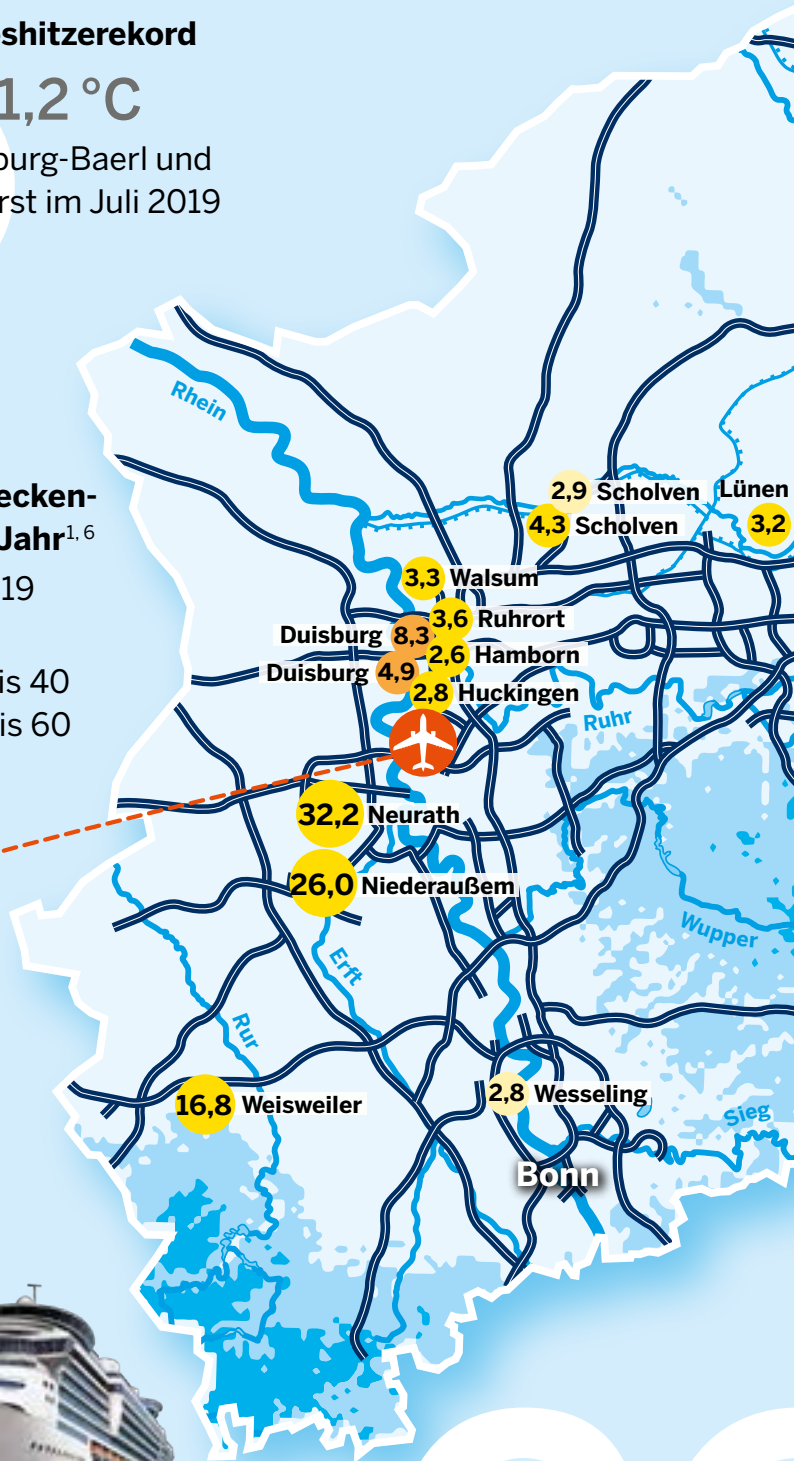 shitzerekord
1,2 °C
burg-Baerl und
rst im Juli 2019
Rhein
ecken-
Jahr1, 6
19
is 40
is 60
2,9 Scholven
Lünen
4,3 Scholven
3,2
3,3 Walsum
3,6 Ruhrort
Duisburg 8,3
2,6 Hamborn
Duisburg 4,9
2,8 Huckingen
Ruhr
32,2 Neurath
26,0 Niederaußem
Wupper
Erft
Rur
16,8 Weisweiler
2,8 Wesseling
Sieg
Bonn